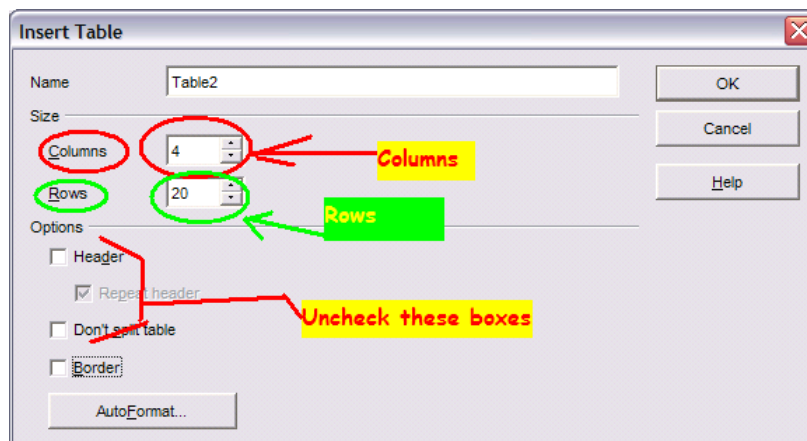 Insert Table
Name Table2 OK
Size
Cancel
Columns 4 Columns
Rows 20 Rows Help
Options
Header
Repeat header
Uncheck these boxes
Don't split table
Border
AutoFormat...